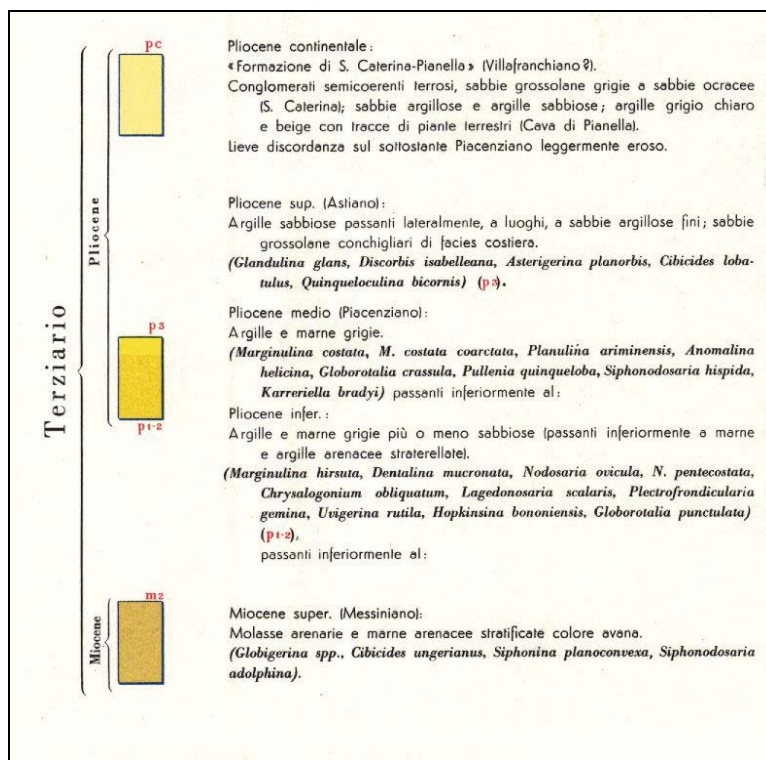 Terziario
Pliocene
Miocene
pc
Pliocene continentale:
«Formazione di S. Caterina-Pianella» (Villafranchiano?).
Conglomerati semicoerenti terrosi, sabbie grossolane grigie a sabbie ocracee
(S. Caterina); sabbie argillose e argille sabbiose; argille grigio chiaro
e beige con tracce di piante terrestri (Cava di Pianella).
Lieve discordanza sul sottostante Piacenziano leggermente eroso.
Pliocene sup. (Astiano):
Argille sabbiose passanti lateralmente, a luoghi, a sabbie argillose fini; sabbie
grossolane conchigliari di facies costiera.
(Glandulina glans, Discorbis isabelleana, Asterigerina planorbis, Cibicides loba-
tulus, Quinqueloculina bicornis) (p3).
p3
p1-2
Pliocene medio (Piacenziano):
Argille e marne grigie.
(Marginulina costata, M. costata coarctata, Planulina ariminensis, Anomalina
helicina, Globorotalia crassula, Pullenia quinqueloba, Siphonodosaria hispida,
Karreriella bradyi) passanti inferiormente al:
Pliocene infer.:
Argille e marne grigie più o meno sabbiose (passanti inferiormente a marne
e argille arenacee straterellate).
(Marginulina hirsuta, Dentalina mucronata, Nodosaria ovicula, N. pentecostata,
Chrysalogonium obliquatum, Lagedonosaria scalaris, Plectrofrondicularia
gemina, Uvigerina rutila, Hopkinsina bononiensis, Globorotalia punctulata)
(p1-2),
passanti inferiormente al:
m2
Miocene super. (Messiniano):
Molasse arenarie e marne arenacee stratificate colore avana.
(Globigerina spp., Cibicides ungerianus, Siphonina planoconvexa, Siphonodosaria
adolphina).